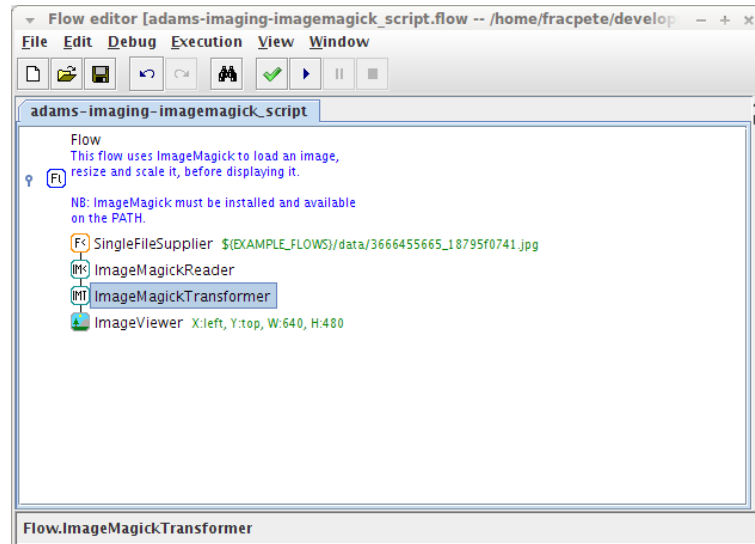 Flow editor [adams-imaging-imagemagick_script.flow -- /home/fracpete/develop
File Edit Debug Execution View Window
adams-imaging-imagemagick_script
Flow
This flow uses ImageMagick to load an image,
resize and scale it, before displaying it.
NB: ImageMagick must be installed and available
on the PATH.
F< SingleFileSupplier ${EXAMPLE_FLOWS}/data/3666455665_18795f0741.jpg
IM< ImageMagickReader
IMT ImageMagickTransformer
ImageViewer X:left, Y:top, W:640, H:480
Flow.ImageMagickTransformer